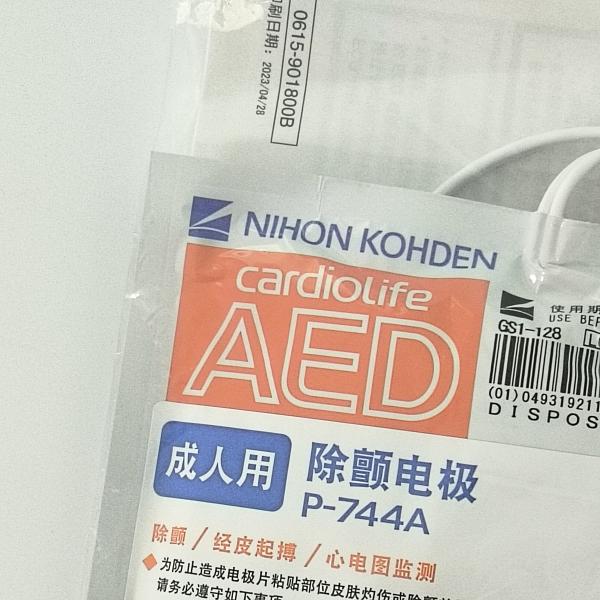 0615-901800B
印刷日期：2023/04/28
NIHON KOHDEN
cardiolife
AED
使用期
USE BEF
GS1-128
(01)049319211
DISPOS
成人用
除颤电极
P-744A
除颤/经皮起搏/心电图监测
◆为防止造成电极片粘贴部位皮肤灼伤或除颤
请务必遵守如下事项